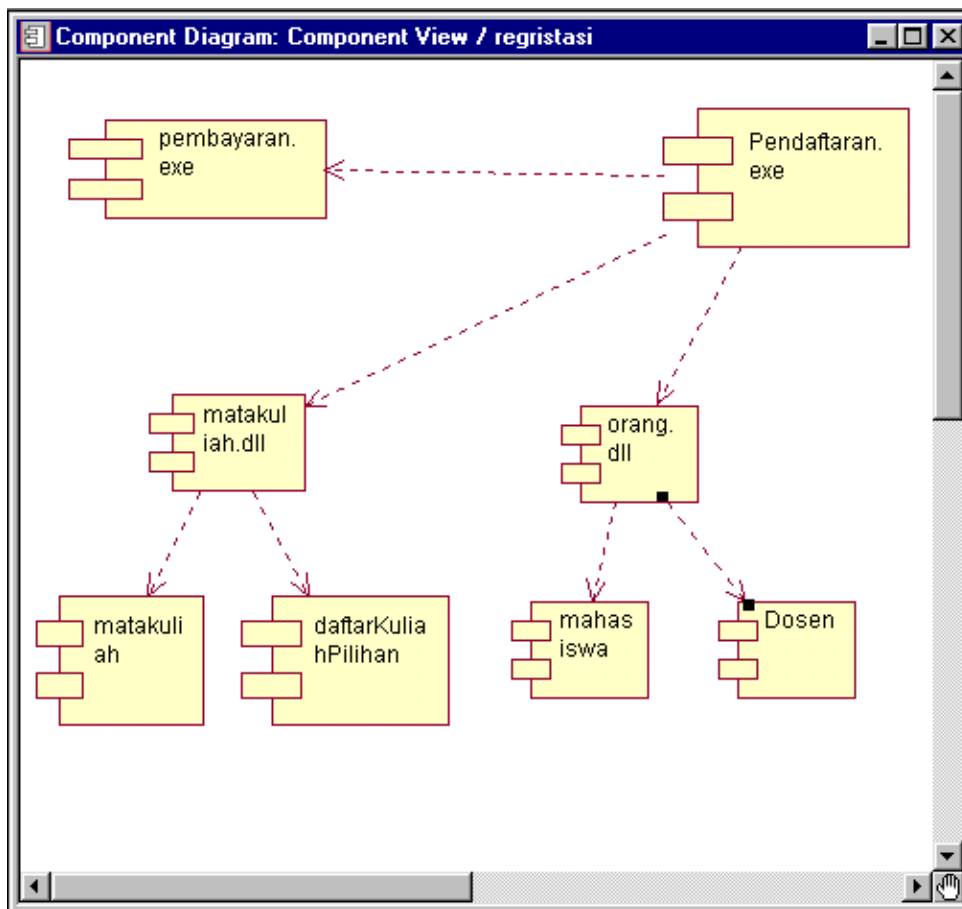 Component Diagram: Component View / regristasi
pembayaran.
exe
Pendaftaran.
exe
matakul
iah.dll
orang.
dll
matakuli
ah
daftarKulia
hPilihan
mahas
iswa
Dosen